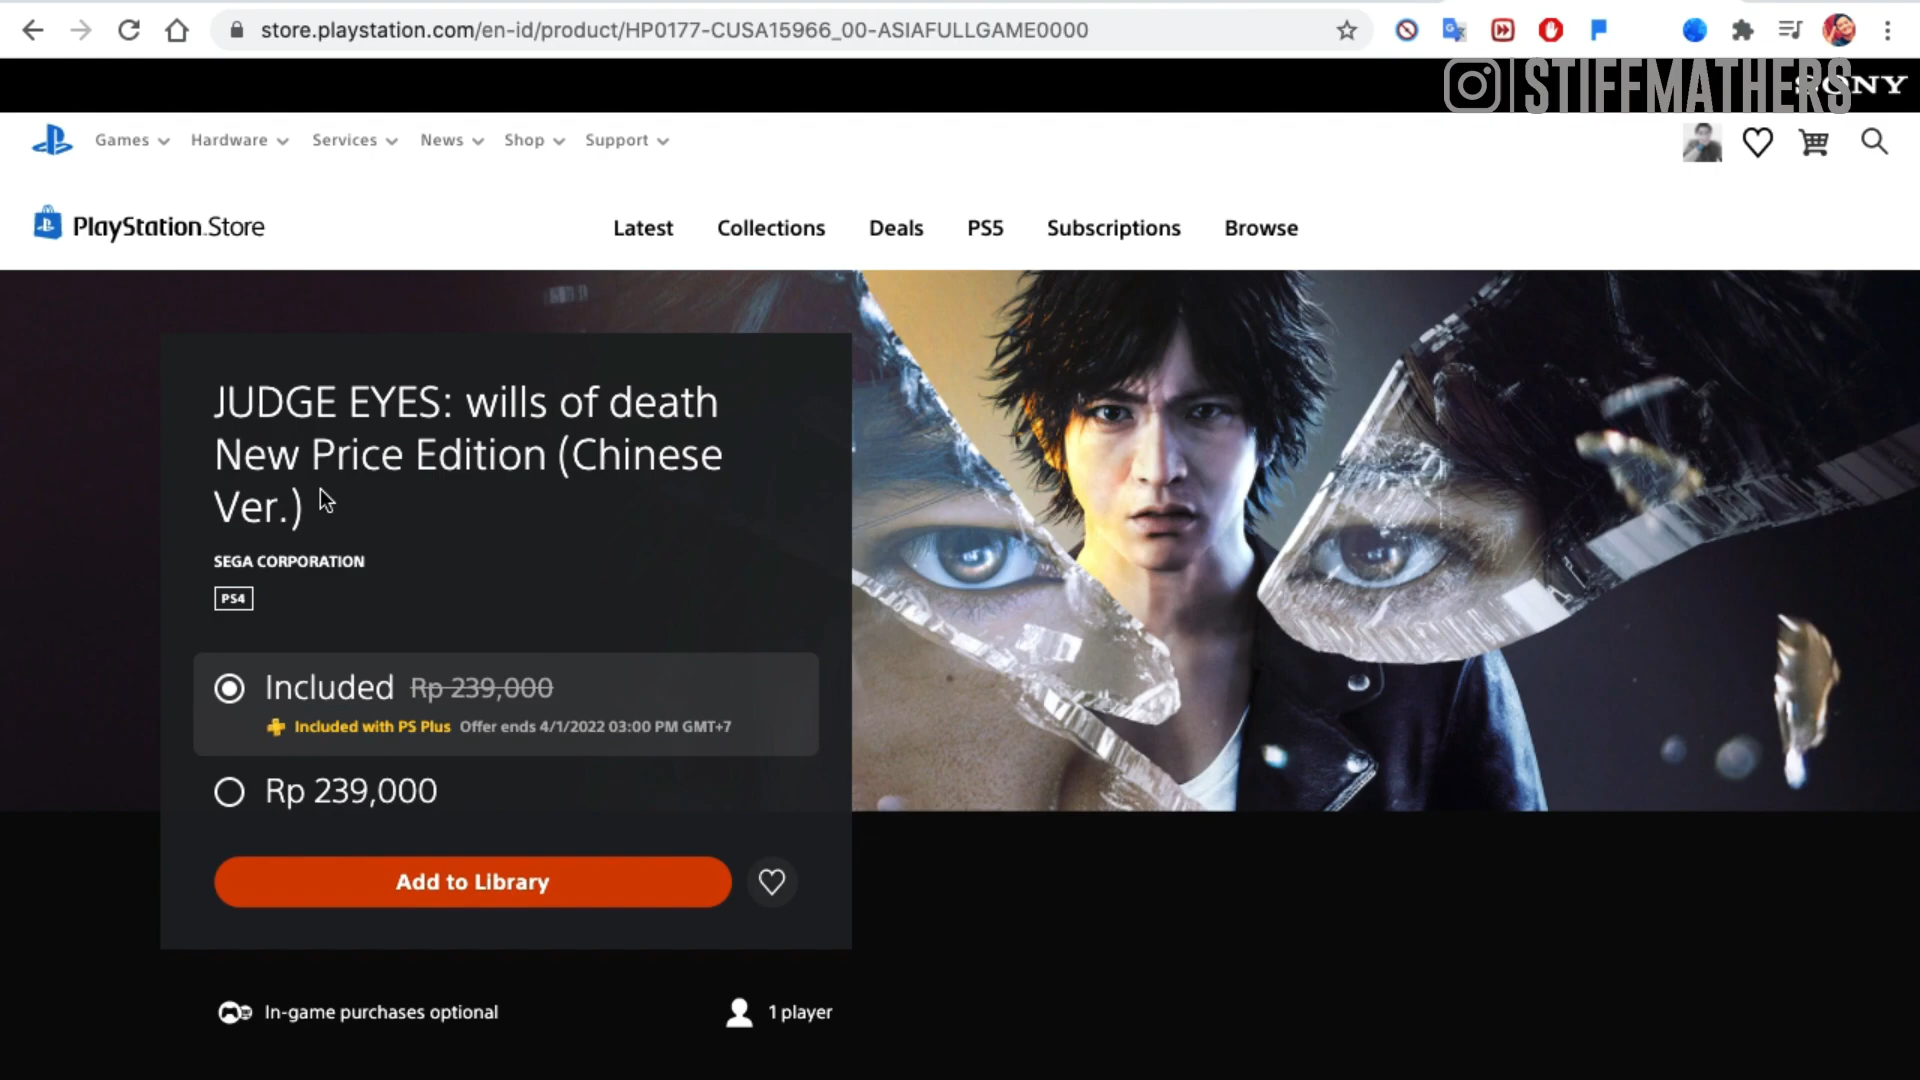 store.playstation.com/en-id/product/HP0177-CUSA15966_00-ASIAFULLGAME0000
STIFFMATHERS
SONY
Games Hardware Services News Shop Support
PlayStation Store
Latest Collections Deals PS5 Subscriptions Browse
JUDGE EYES: wills of death
New Price Edition (Chinese
Ver.)
SEGA CORPORATION
PS4
Included Rp 239,000
Included with PS Plus Offer ends 4/1/2022 03:00 PM GMT+7
Rp 239,000
Add to Library
In-game purchases optional
1 player